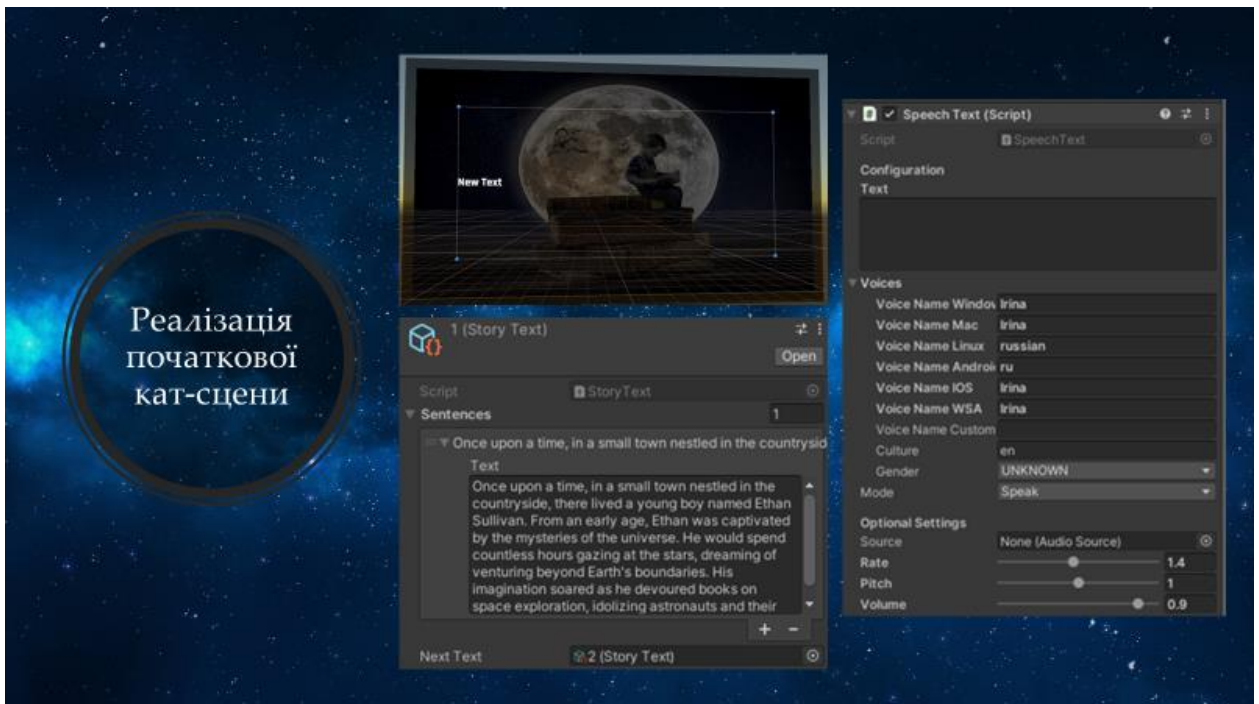 Реалізація
початкової
кат-сцени
New Text
1 (Story Text)
Open
Script StoryText
Sentences 1
Once upon a time, in a small town nestled in the countrysid
Text
Once upon a time, in a small town nestled in the
countryside, there lived a young boy named Ethan
Sullivan. From an early age, Ethan was captivated
by the mysteries of the universe. He would spend
countless hours gazing at the stars, dreaming of
venturing beyond Earth's boundaries. His
imagination soared as he devoured books on
space exploration, idolizing astronauts and their
+ −
Next Text 2 (Story Text)
Speech Text (Script)
Script SpeechText
Configuration
Text
Voices
Voice Name Window Irina
Voice Name Mac Irina
Voice Name Linux russian
Voice Name Androi ru
Voice Name IOS Irina
Voice Name WSA Irina
Voice Name Custom
Culture en
Gender UNKNOWN
Mode Speak
Optional Settings
Source None (Audio Source)
Rate 1.4
Pitch 1
Volume 0.9